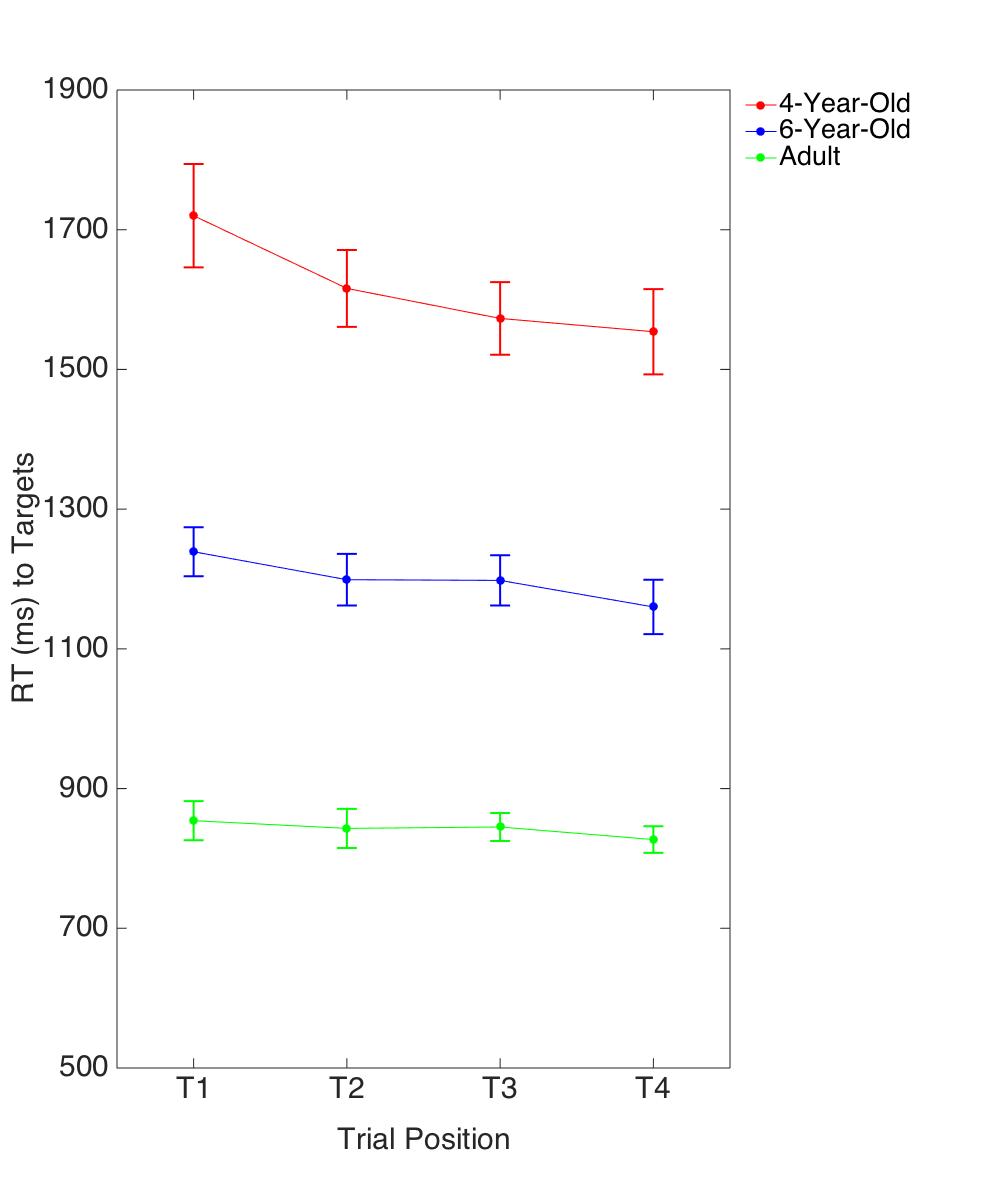 1900
1700
1500
1300
1100
900
700
500
RT (ms) to Targets
T1 T2 T3 T4
Trial Position
4-Year-Old
6-Year-Old
Adult